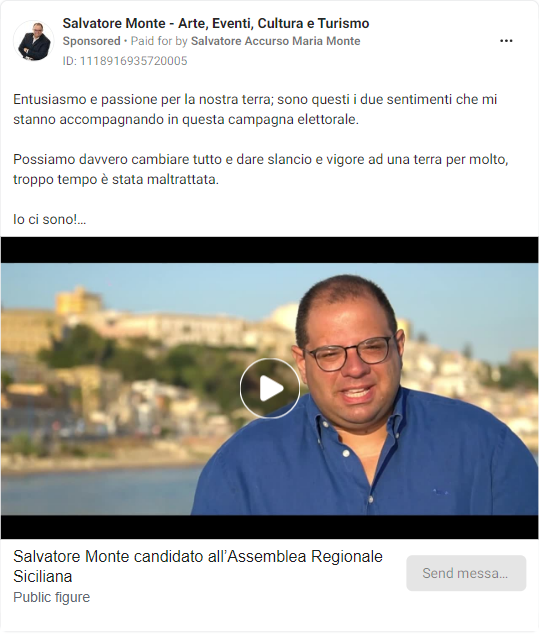 Salvatore Monte - Arte, Eventi, Cultura e Turismo
Sponsored • Paid for by Salvatore Accurso Maria Monte
ID: 1118916935720005
Entusiasmo e passione per la nostra terra; sono questi i due sentimenti che mi
stanno accompagnando in questa campagna elettorale.
Possiamo davvero cambiare tutto e dare slancio e vigore ad una terra per molto,
troppo tempo è stata maltrattata.
Io ci sono!...
Salvatore Monte candidato all'Assemblea Regionale
Siciliana
Public figure
Send messa...